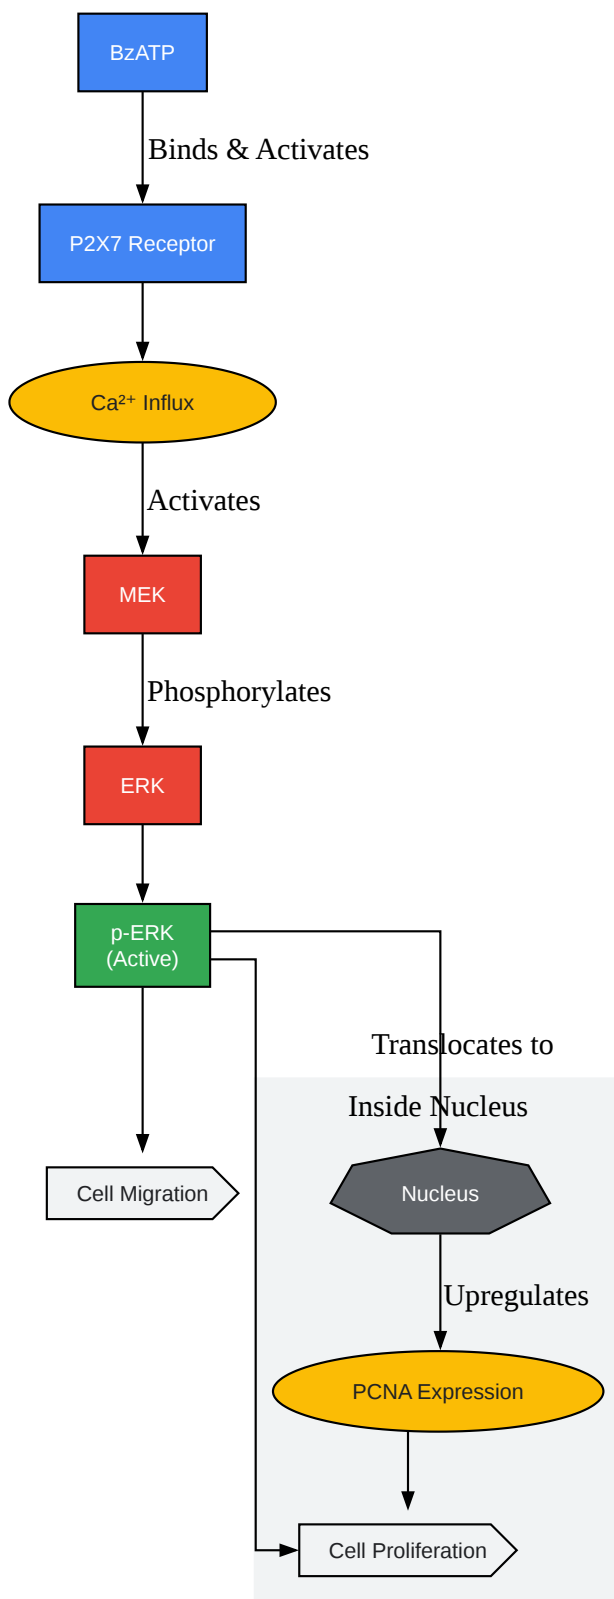 BzATP
Binds & Activates
P2X7 Receptor
Ca²⁺ Influx
Activates
MEK
Phosphorylates
ERK
p-ERK
(Active)
Translocates to
Inside Nucleus
Cell Migration
Nucleus
Upregulates
PCNA Expression
Cell Proliferation